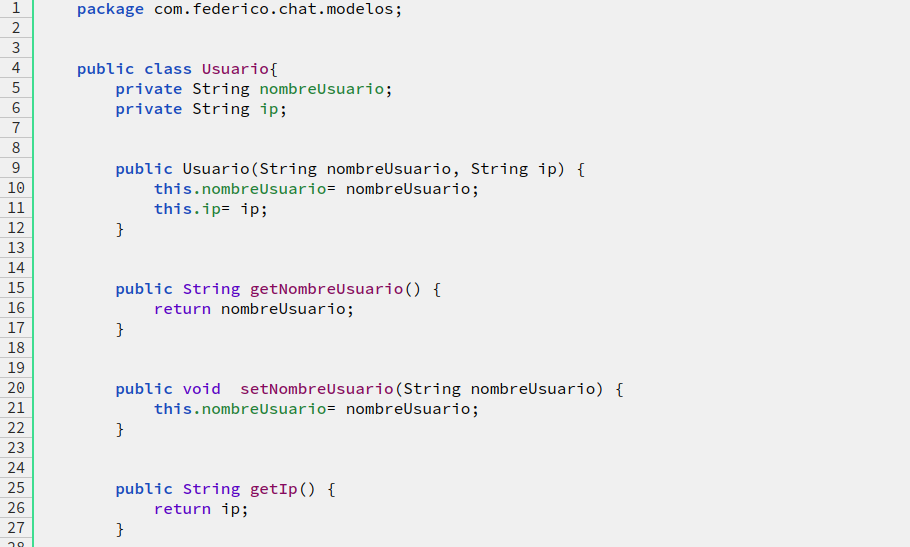 1 package com.federico.chat.modelos;
2
3
4 public class Usuario{
5 private String nombreUsuario;
6 private String ip;
7
8
9 public Usuario(String nombreUsuario, String ip) {
10 this.nombreUsuario= nombreUsuario;
11 this.ip= ip;
12 }
13
14
15 public String getNombreUsuario() {
16 return nombreUsuario;
17 }
18
19
20 public void  setNombreUsuario(String nombreUsuario) {
21 this.nombreUsuario= nombreUsuario;
22 }
23
24
25 public String getIp() {
26 return ip;
27 }
28